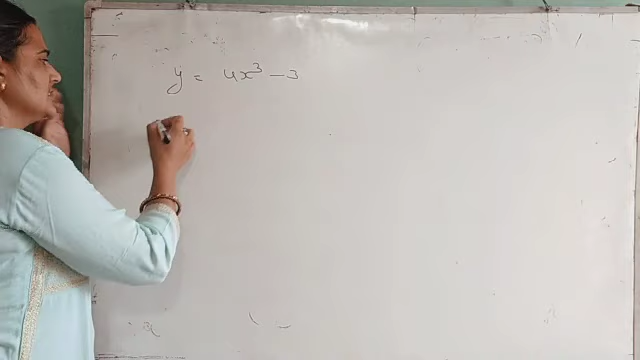 y = 4x³ - 3